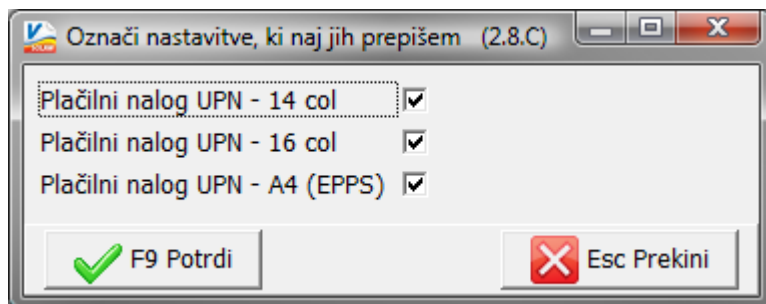 Označi nastavitve, ki naj jih prepišem (2.8.C)
Plačilni nalog UPN - 14 col
Plačilni nalog UPN - 16 col
Plačilni nalog UPN - A4 (EPPS)
F9 Potrdi
Esc Prekini